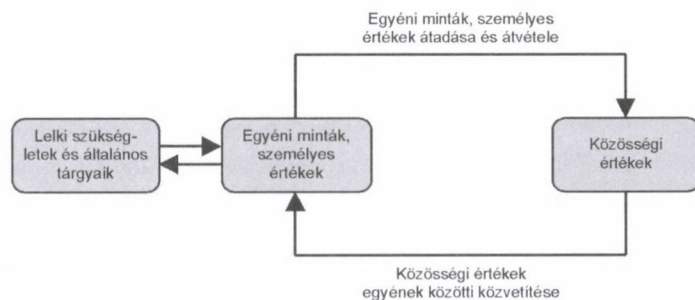 Egyéni minták, személyes
értékek átadása és átvétele
Lelki szükség-
letek és általános
tárgyaik
Egyéni minták,
személyes
értékek
Közösségi
értékek
Közösségi értékek
egyének közötti közvetítése